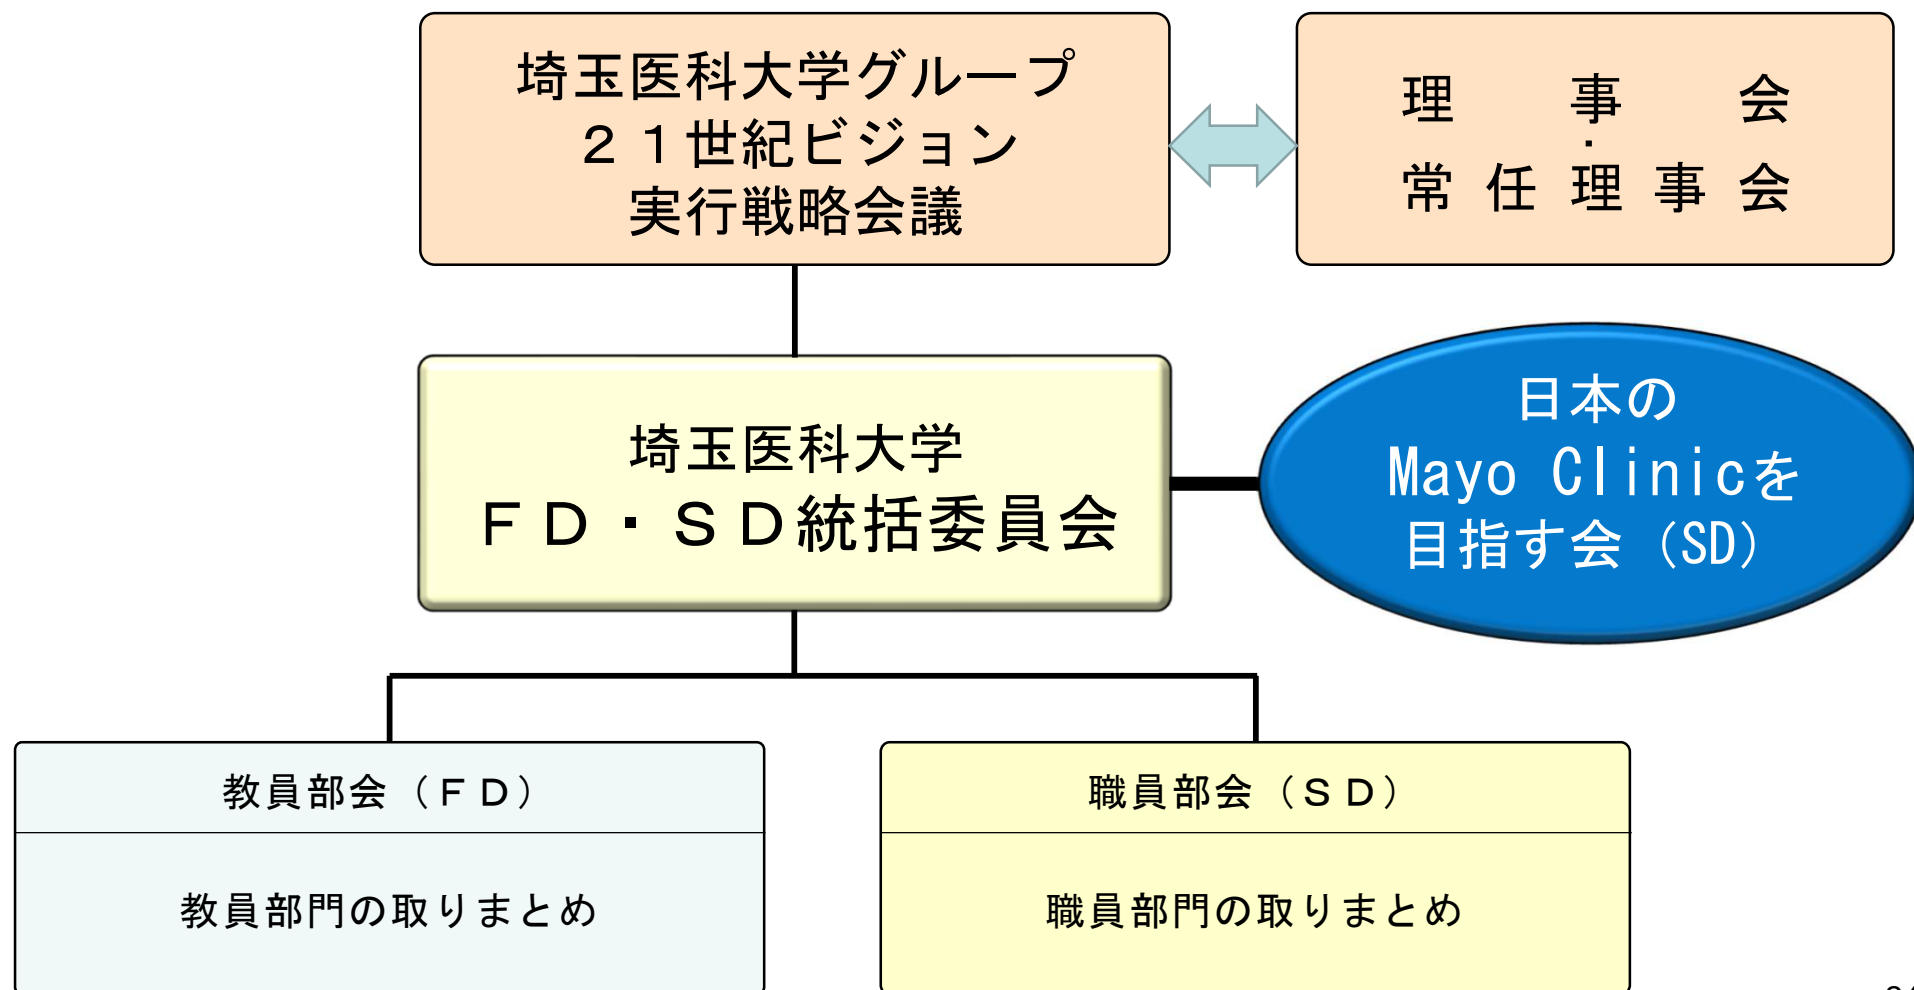 埼玉医科大学グループ
２１世紀ビジョン
実行戦略会議
理事会
・
常任理事会
埼玉医科大学
ＦＤ・ＳＤ統括委員会
日本の
Mayo Clinicを
目指す会（SD）
教員部会（ＦＤ）
教員部門の取りまとめ
職員部会（ＳＤ）
職員部門の取りまとめ